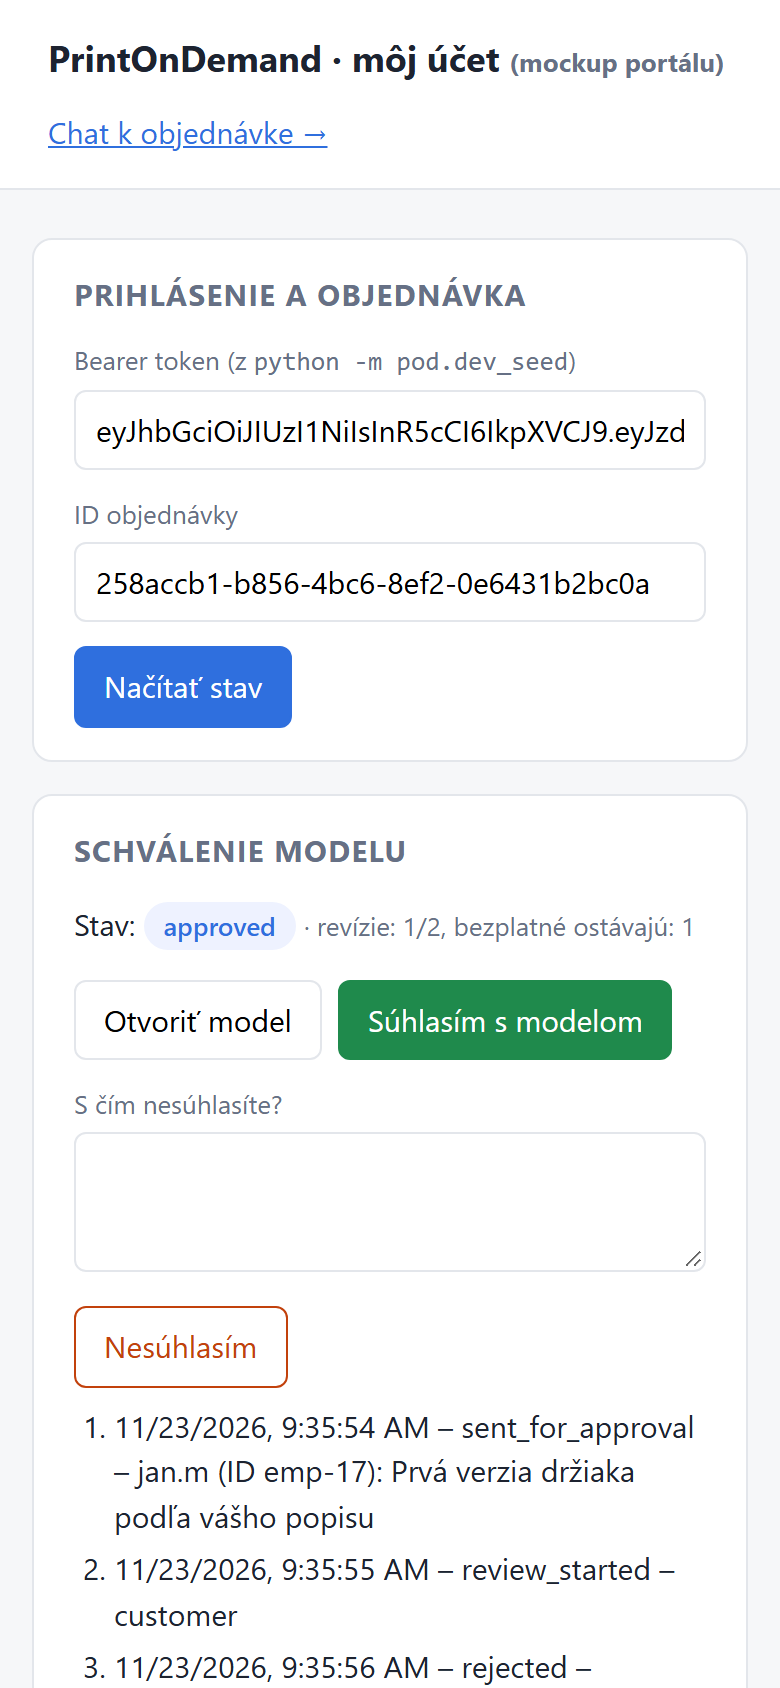 PrintOnDemand · môj účet (mockup portálu)
Chat k objednávke →
PRIHLÁSENIE A OBJEDNÁVKA
Bearer token (z python -m pod.dev_seed)
eyJhbGciOiJIUzI1NiIsInR5cCI6IkpXVCJ9.eyJzd
ID objednávky
258accb1-b856-4bc6-8ef2-0e6431b2bc0a
Načítať stav
SCHVÁLENIE MODELU
Stav: approved · revízie: 1/2, bezplatné ostávajú: 1
Otvoriť model
Súhlasím s modelom
S čím nesúhlasíte?
Nesúhlasím
1. 11/23/2026, 9:35:54 AM – sent_for_approval
– jan.m (ID emp-17): Prvá verzia držiaka
podľa vášho popisu
2. 11/23/2026, 9:35:55 AM – review_started –
customer
3. 11/23/2026, 9:35:56 AM – rejected –